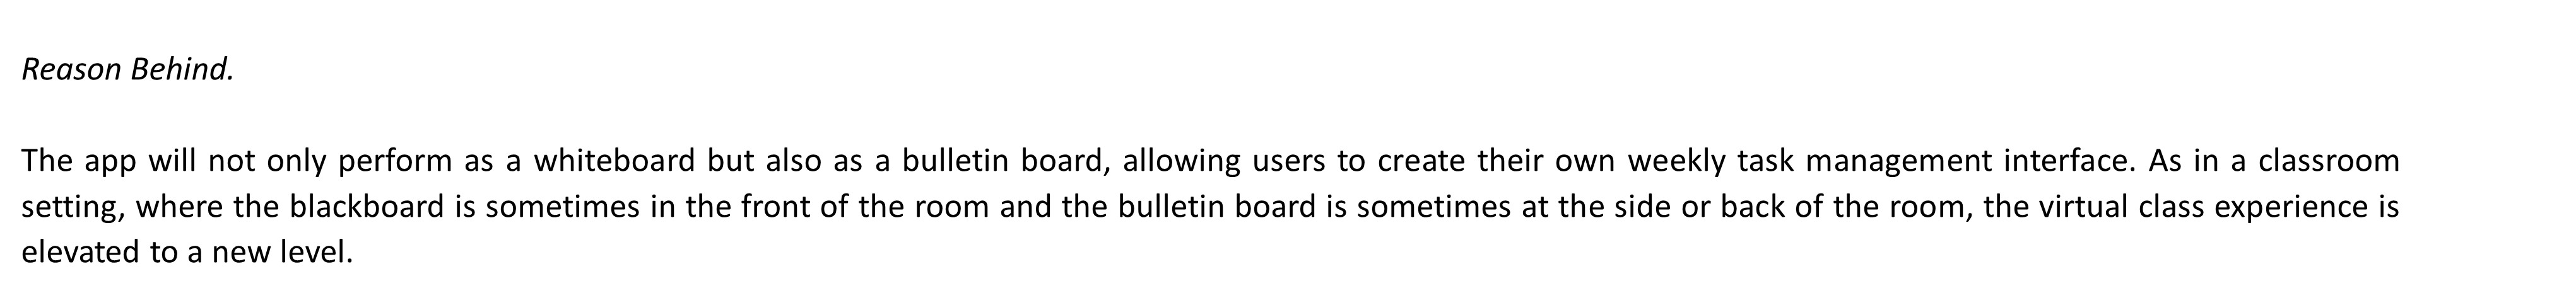 Reason Behind.
The app will not only perform as a whiteboard but also as a bulletin board, allowing users to create their own weekly task management interface. As in a classroom
setting, where the blackboard is sometimes in the front of the room and the bulletin board is sometimes at the side or back of the room, the virtual class experience is
elevated to a new level.